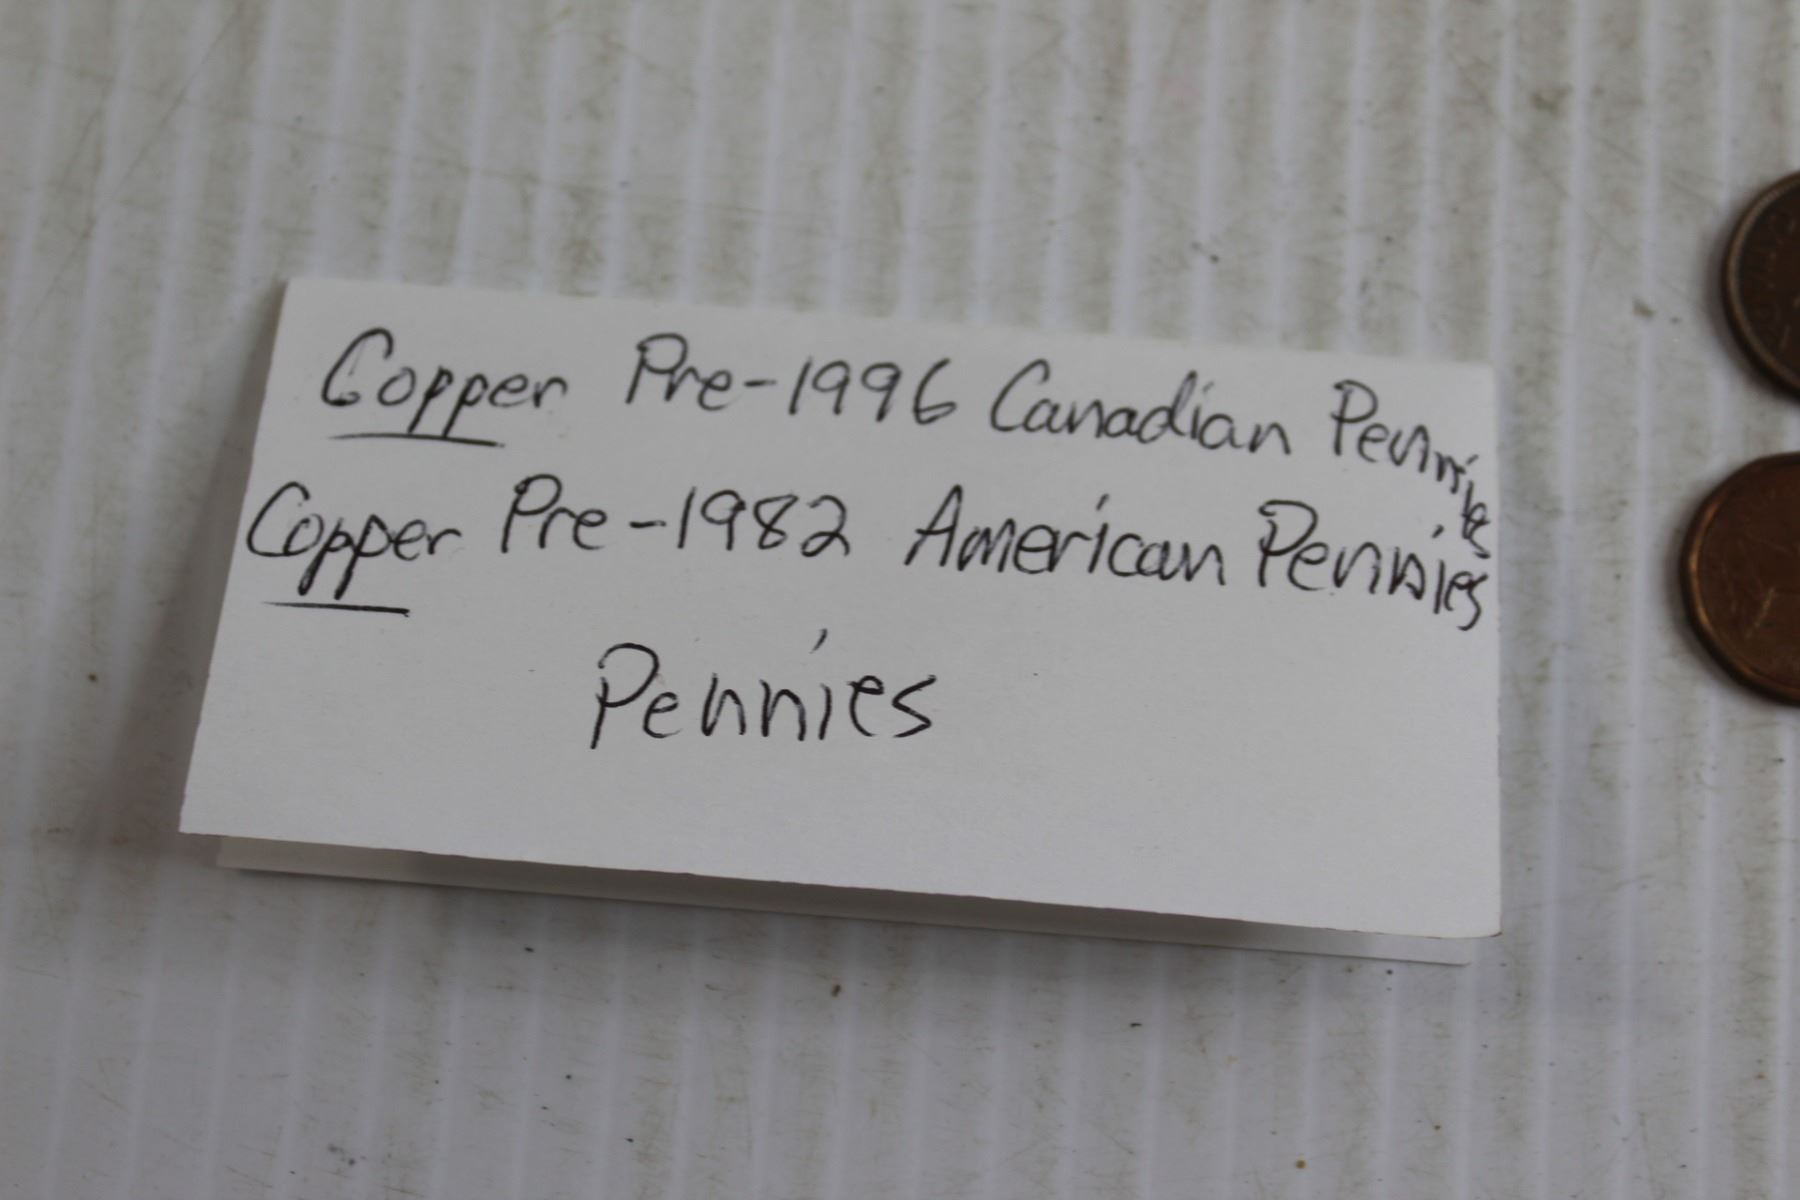 Copper Pre-1996 Canadian Pennies
Copper Pre-1982 American Pennies
Pennies